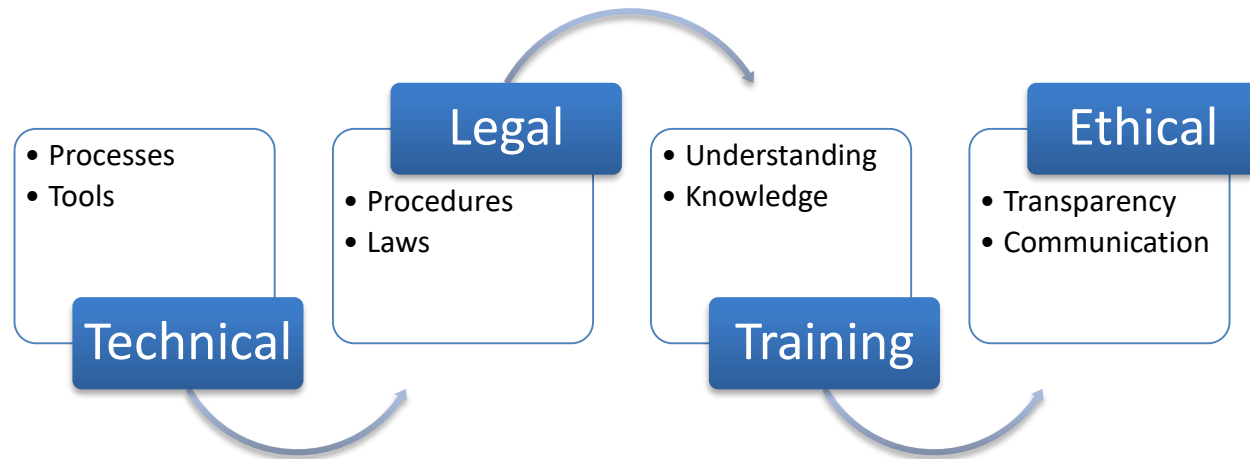 • Processes
• Tools
Technical
Legal
• Procedures
• Laws
• Understanding
• Knowledge
Training
Ethical
• Transparency
• Communication